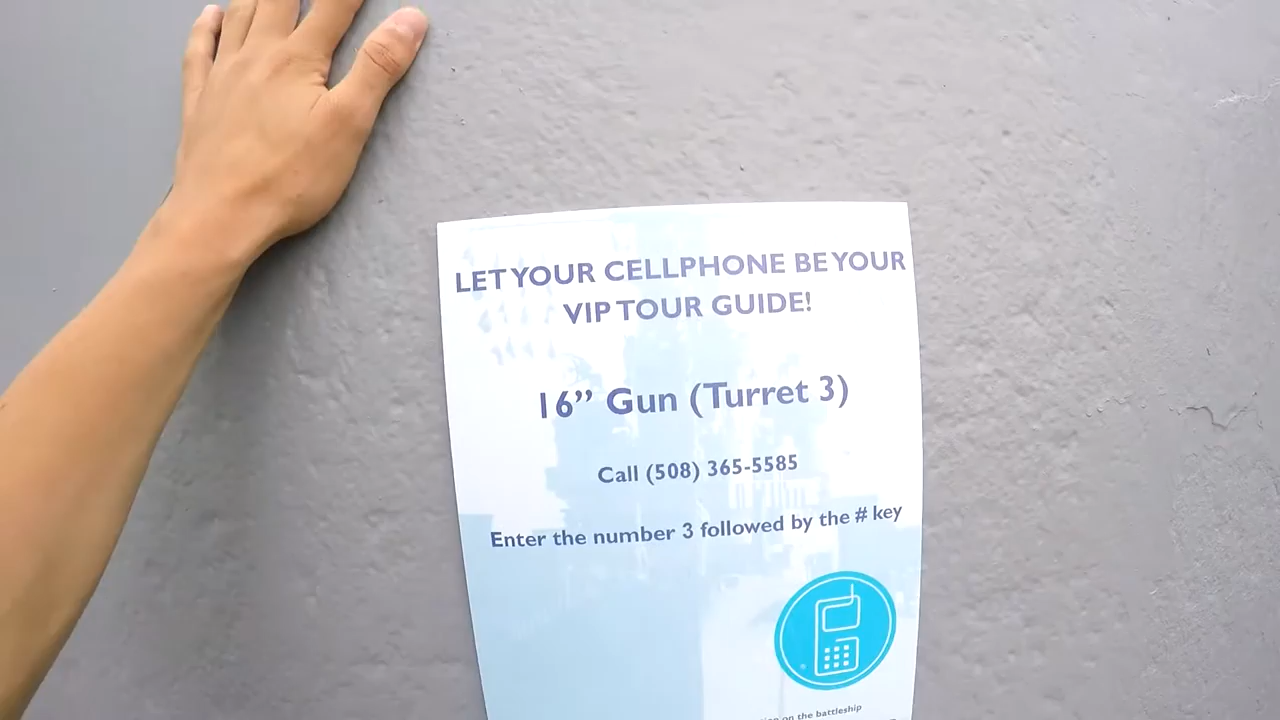 LET YOUR CELLPHONE BE YOUR
VIP TOUR GUIDE!
16” Gun (Turret 3)
Call (508) 365-5585
Enter the number 3 followed by the # key
on the battleship